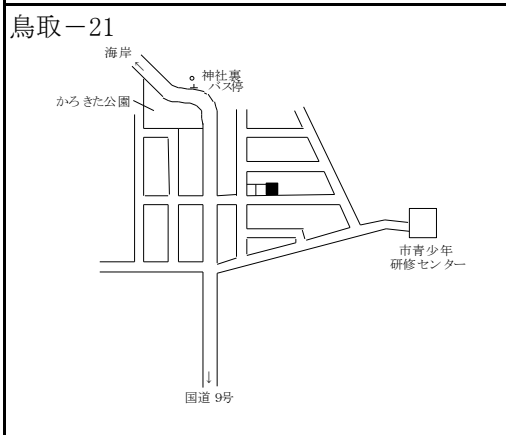 鳥取－21
海岸
神社裏
バス停
かろきた公園
市青少年
研修センター
国道 9号